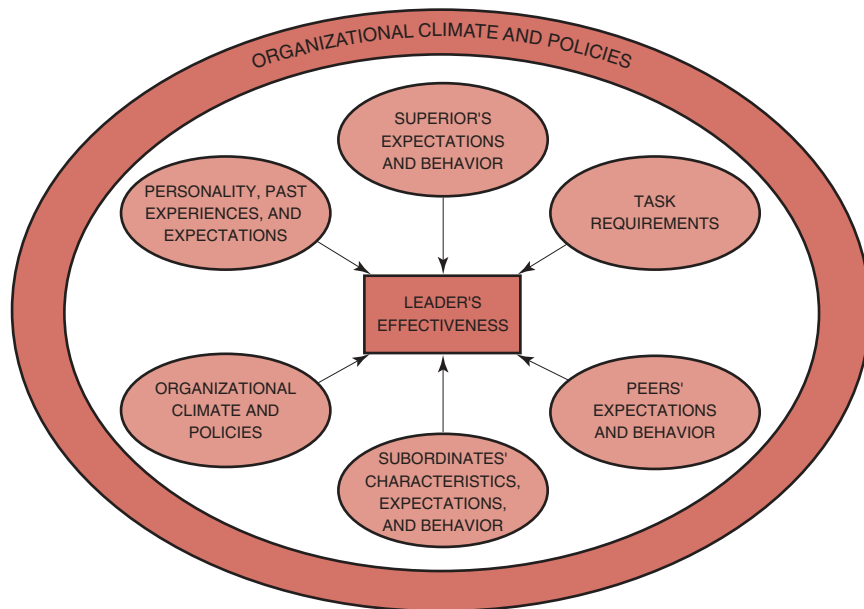 ORGANIZATIONAL CLIMATE AND POLICIES
SUPERIOR'S
EXPECTATIONS
AND BEHAVIOR
PERSONALITY, PAST
EXPERIENCES, AND
EXPECTATIONS
TASK
REQUIREMENTS
LEADER'S
EFFECTIVENESS
ORGANIZATIONAL
CLIMATE AND
POLICIES
PEERS'
EXPECTATIONS
AND BEHAVIOR
SUBORDINATES'
CHARACTERISTICS,
EXPECTATIONS,
AND BEHAVIOR